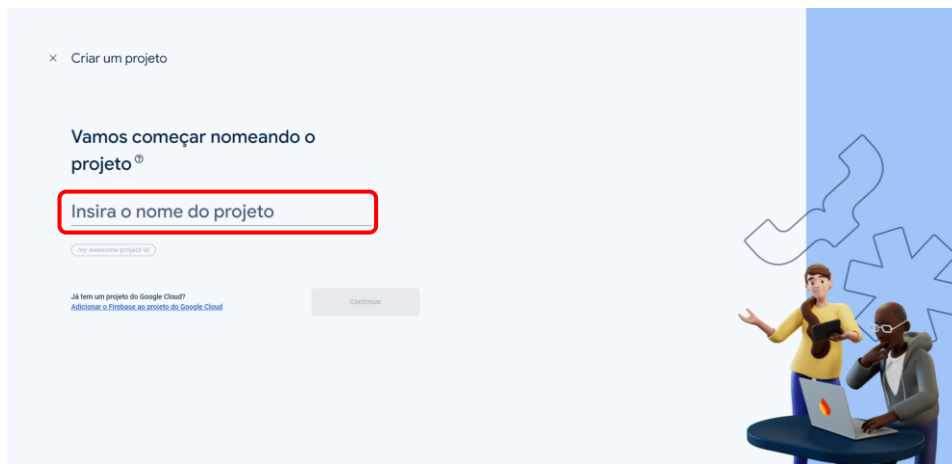 × Criar um projeto
Vamos começar nomeando o
projeto
Insira o nome do projeto
my-awesome-project-id
Já tem um projeto do Google Cloud?
Adicionar o Firebase ao projeto do Google Cloud
Continuar